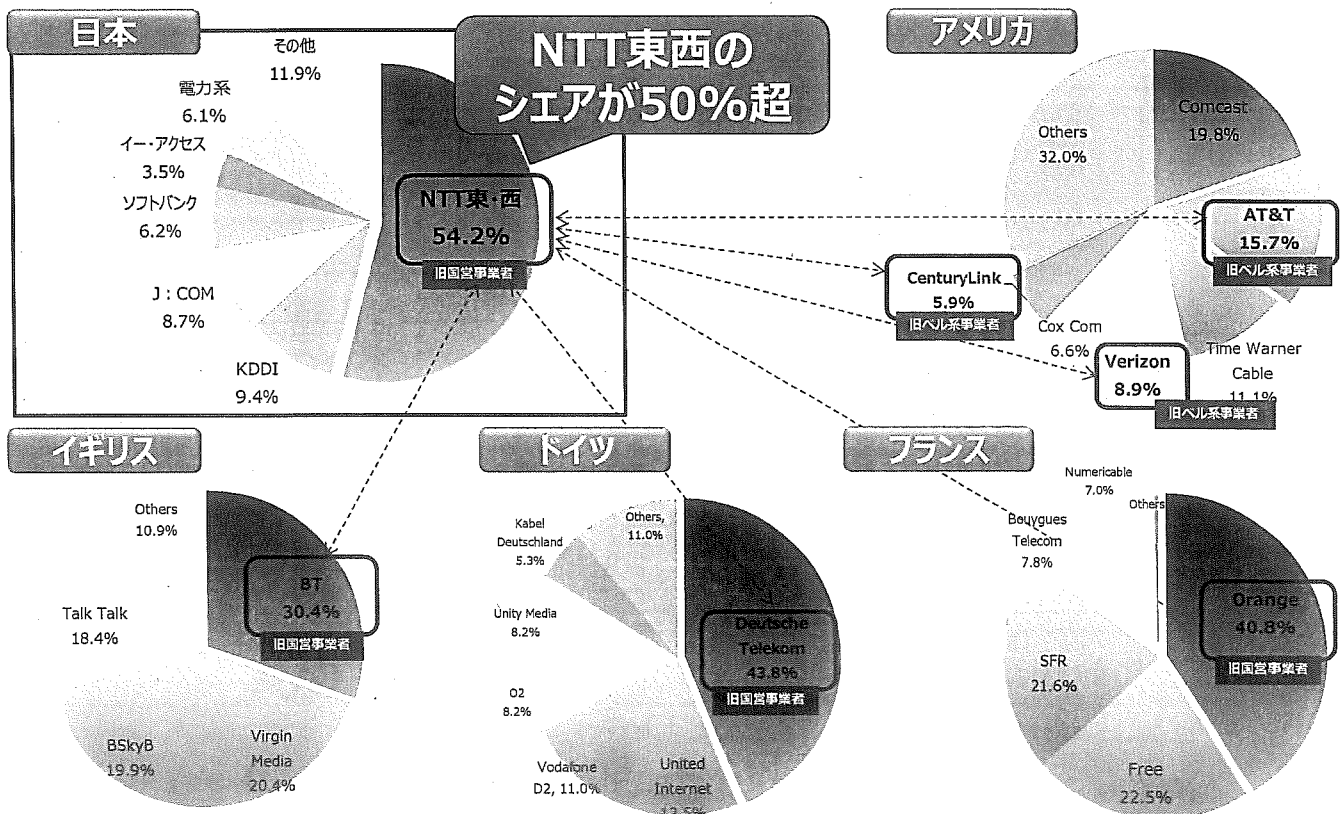 日本
NTT東西の
シェアが50%超
その他
11.9%
電力系
6.1%
イー・アクセス
3.5%
ソフトバンク
6.2%
J：COM
8.7%
KDDI
9.4%
NTT東・西
54.2%
旧国営事業者
アメリカ
Comcast
19.8%
Others
32.0%
AT&T
15.7%
旧ベル系事業者
CenturyLink
5.9%
旧ベル系事業者
Cox Com
6.6%
Verizon
8.9%
旧ベル系事業者
Time Warner
Cable
11.1%
イギリス
Others
10.9%
BT
30.4%
旧国営事業者
Talk Talk
18.4%
BSkyB
19.9%
Virgin
Media
20.4%
ドイツ
Kabel
Deutschland
5.3%
Others,
11.0%
Unity Media
8.2%
O2
8.2%
Vodafone
D2, 11.0%
United
Internet
Deutsche
Telekom
43.8%
旧国営事業者
フランス
Numericable
7.0%
Others
Bouygues
Telecom
7.8%
SFR
21.6%
Free
22.5%
Orange
40.8%
旧国営事業者